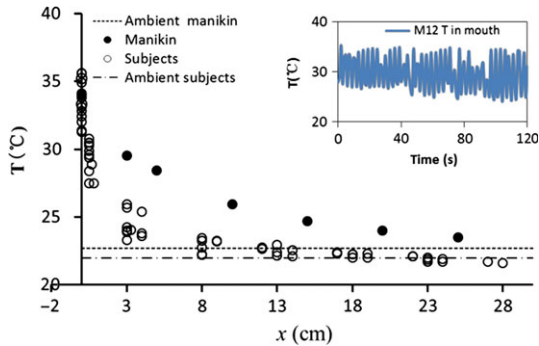 Ambient manikin
Manikin
Subjects
Ambient subjects
T(℃)
40
35
30
25
20
−2
3
8
13
18
23
28
x (cm)
M12 T in mouth
T(℃)
40
30
20
0
40
80
120
Time (s)